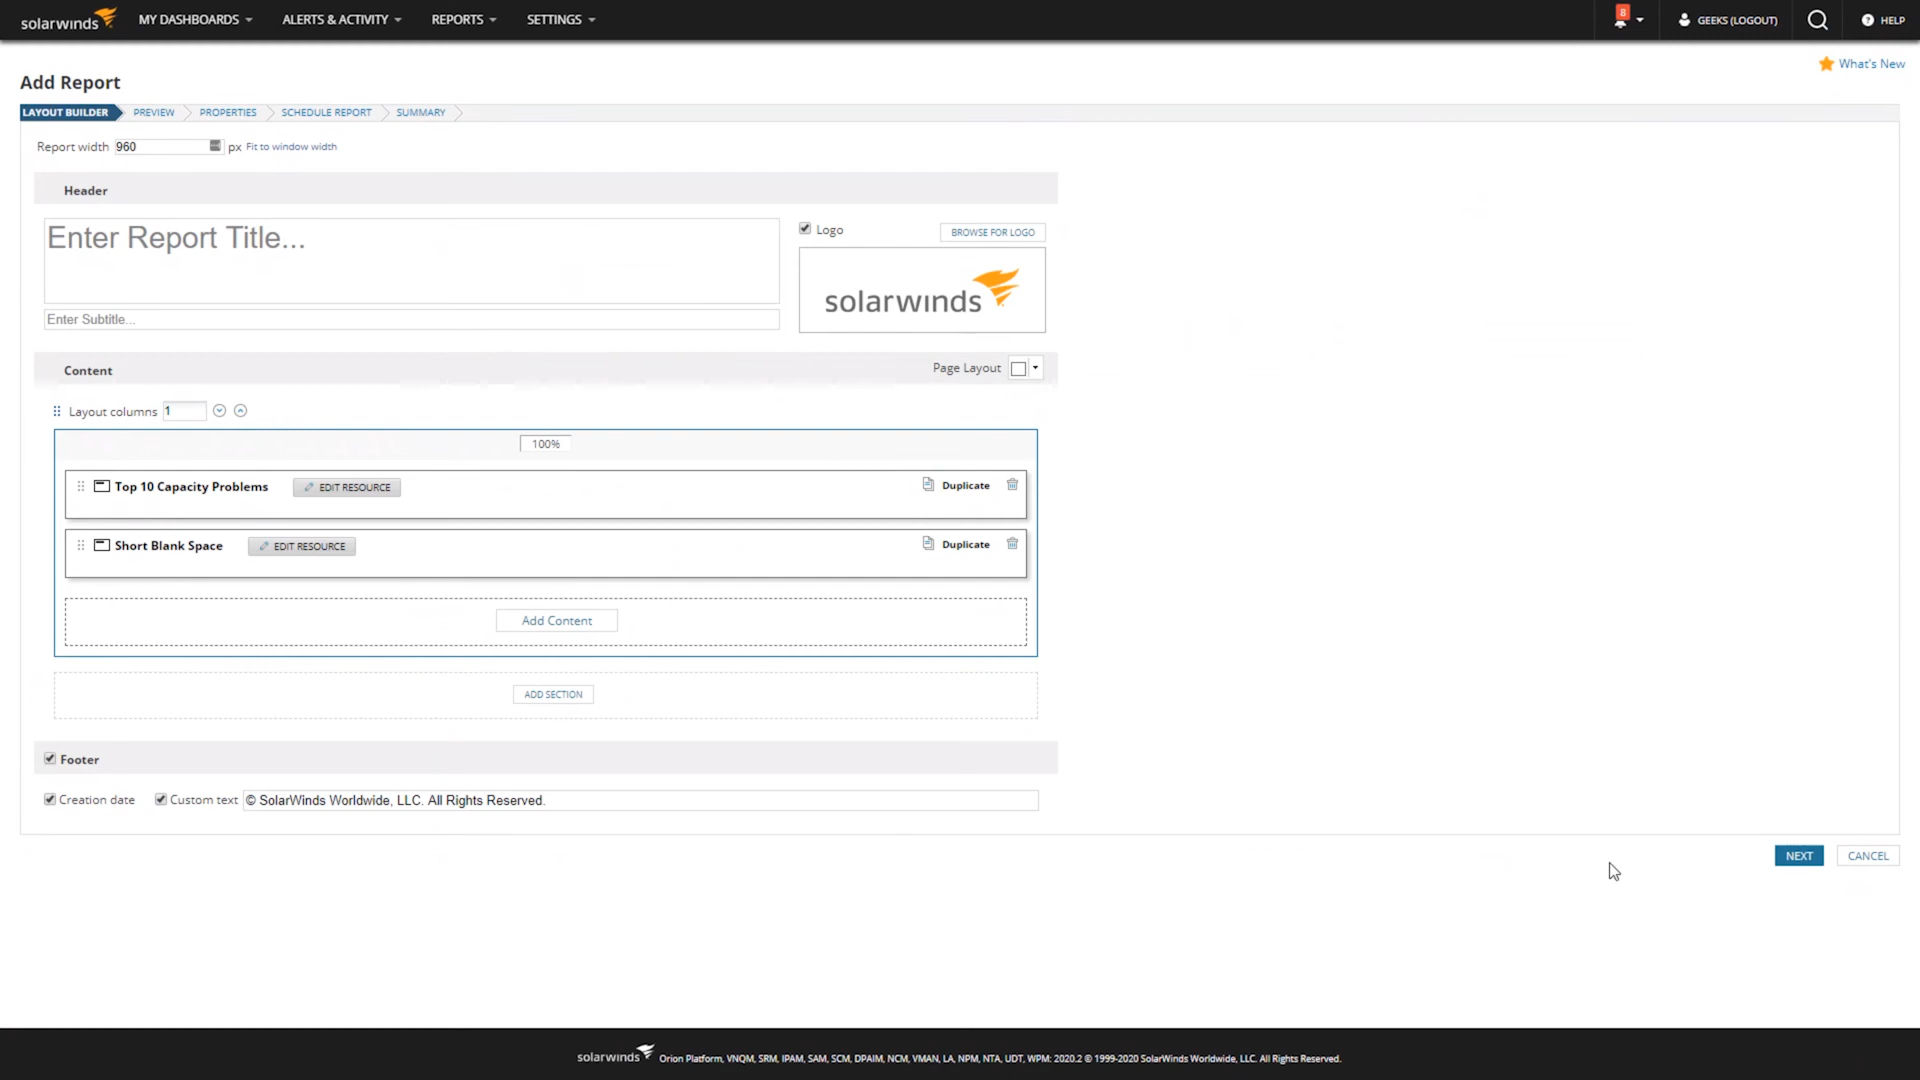 solarwinds MY DASHBOARDS ALERTS & ACTIVITY REPORTS SETTINGS 8 GEEKS (LOGOUT) ? HELP
What's New
Add Report
LAYOUT BUILDER PREVIEW PROPERTIES SCHEDULE REPORT SUMMARY
Report width 960 px Fit to window width
Header
Enter Report Title...
Logo BROWSE FOR LOGO
solarwinds
Enter Subtitle...
Content Page Layout
Layout columns 1
100%
Top 10 Capacity Problems EDIT RESOURCE Duplicate
Short Blank Space EDIT RESOURCE Duplicate
Add Content
ADD SECTION
Footer
Creation date Custom text © SolarWinds Worldwide, LLC. All Rights Reserved.
NEXT CANCEL
solarwinds Orion Platform, VNQM, SRM, IPAM, SAM, SCM, DPAIM, NCM, VMAN, LA, NPM, NTA, UDT, WPM: 2020.2 © 1999-2020 SolarWinds Worldwide, LLC. All Rights Reserved.